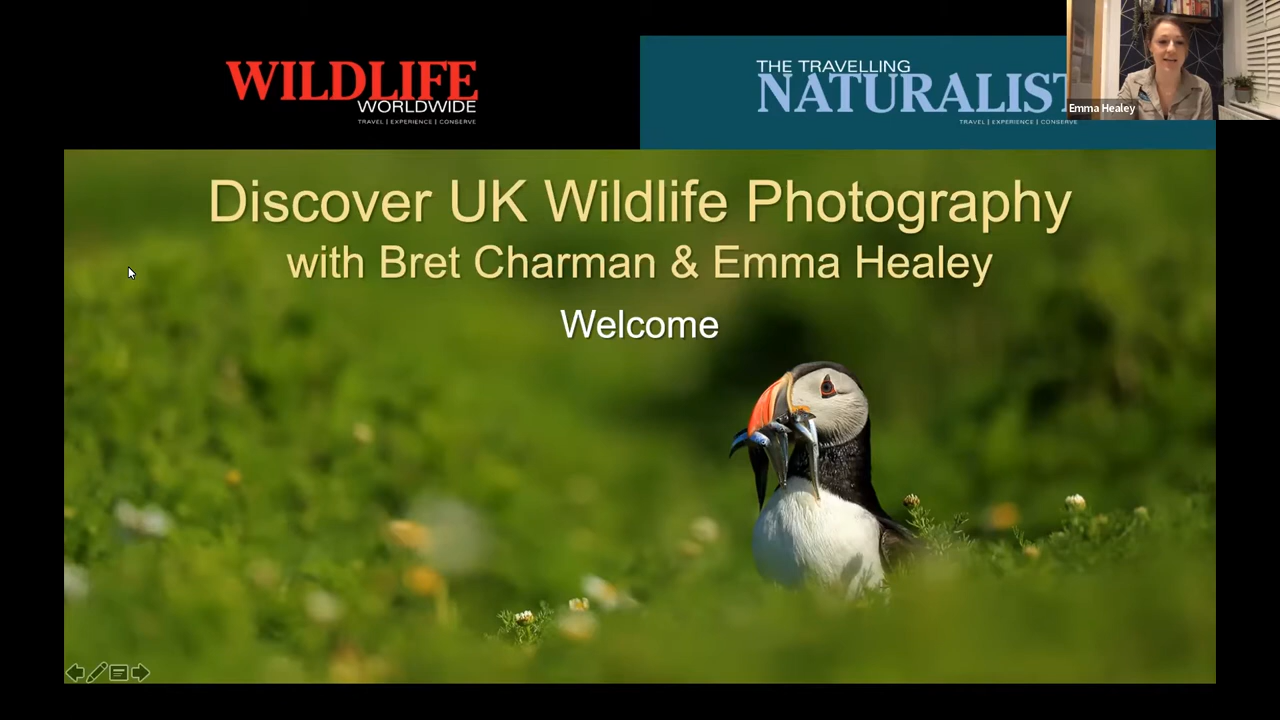 WILDLIFE
WORLDWIDE
TRAVEL | EXPERIENCE | CONSERVE
THE TRAVELLING
NATURALIST
TRAVEL | EXPERIENCE | CONSERVE
Emma Healey
Discover UK Wildlife Photography
with Bret Charman & Emma Healey
Welcome